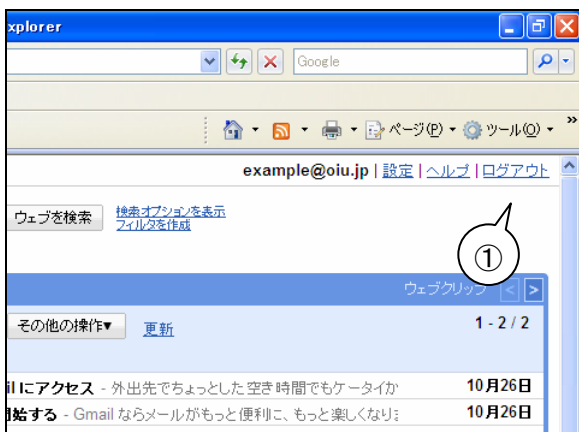 xplorer
Google
ページ(P) ツール(O) »
example@oiu.jp | 設定 | ヘルプ | ログアウト
ウェブを検索 検索オプションを表示
フィルタを作成
①
ウェブクリップ < >
その他の操作▼ 更新 1 - 2 / 2
il にアクセス - 外出先でちょっとした空き時間でもケータイか 10月26日
開始する - Gmail ならメールがもっと便利に、もっと楽しくなりま 10月26日